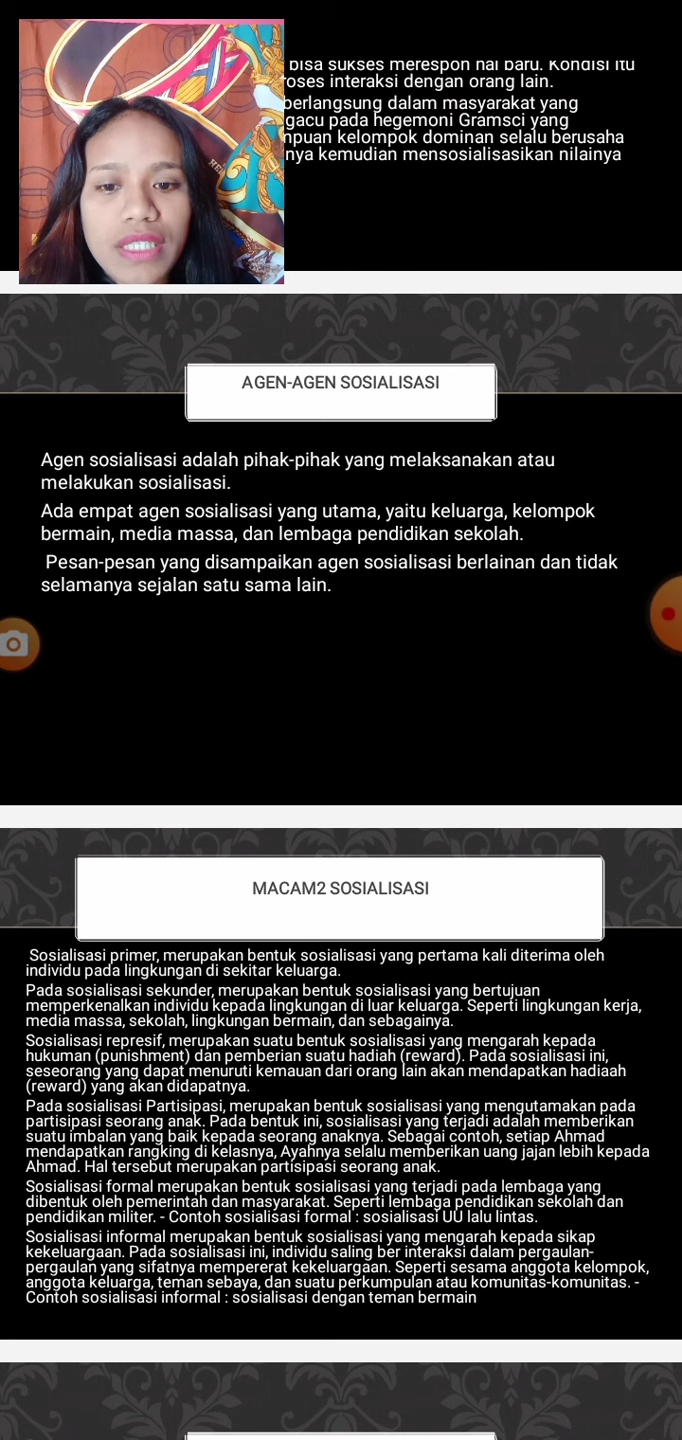 bisa sukses merespon hal baru. Kondisi itu
oses interaksi dengan orang lain.
berlangsung dalam masyarakat yang
gacu pada hegemoni Gramsci yang
puan kelompok dominan selalu berusaha
nya kemudian mensosialisasikan nilainya
AGEN-AGEN SOSIALISASI
Agen sosialisasi adalah pihak-pihak yang melaksanakan atau
melakukan sosialisasi.
Ada empat agen sosialisasi yang utama, yaitu keluarga, kelompok
bermain, media massa, dan lembaga pendidikan sekolah.
Pesan-pesan yang disampaikan agen sosialisasi berlainan dan tidak
selamanya sejalan satu sama lain.
MACAM2 SOSIALISASI
Sosialisasi primer, merupakan bentuk sosialisasi yang pertama kali diterima oleh
individu pada lingkungan di sekitar keluarga.
Pada sosialisasi sekunder, merupakan bentuk sosialisasi yang bertujuan
memperkenalkan individu kepada lingkungan di luar keluarga. Seperti lingkungan kerja,
media massa, sekolah, lingkungan bermain, dan sebagainya.
Sosialisasi represif, merupakan suatu bentuk sosialisasi yang mengarah kepada
hukuman (punishment) dan pemberian suatu hadiah (reward). Pada sosialisasi ini,
seseorang yang dapat menuruti kemauan dari orang lain akan mendapatkan hadiaah
(reward) yang akan didapatnya.
Pada sosialisasi Partisipasi, merupakan bentuk sosialisasi yang mengutamakan pada
partisipasi seorang anak. Pada bentuk ini, sosialisasi yang terjadi adalah memberikan
suatu imbalan yang baik kepada seorang anaknya. Sebagai contoh, setiap Ahmad
mendapatkan rangking di kelasnya, Ayahnya selalu memberikan uang jajan lebih kepada
Ahmad. Hal tersebut merupakan partisipasi seorang anak.
Sosialisasi formal merupakan bentuk sosialisasi yang terjadi pada lembaga yang
dibentuk oleh pemerintah dan masyarakat. Seperti lembaga pendidikan sekolah dan
pendidikan militer. - Contoh sosialisasi formal : sosialisasi UU lalu lintas.
Sosialisasi informal merupakan bentuk sosialisasi yang mengarah kepada sikap
kekeluargaan. Pada sosialisasi ini, individu saling ber interaksi dalam pergaulan-
pergaulan yang sifatnya mempererat kekeluargaan. Seperti sesama anggota kelompok,
anggota keluarga, teman sebaya, dan suatu perkumpulan atau komunitas-komunitas. -
Contoh sosialisasi informal : sosialisasi dengan teman bermain